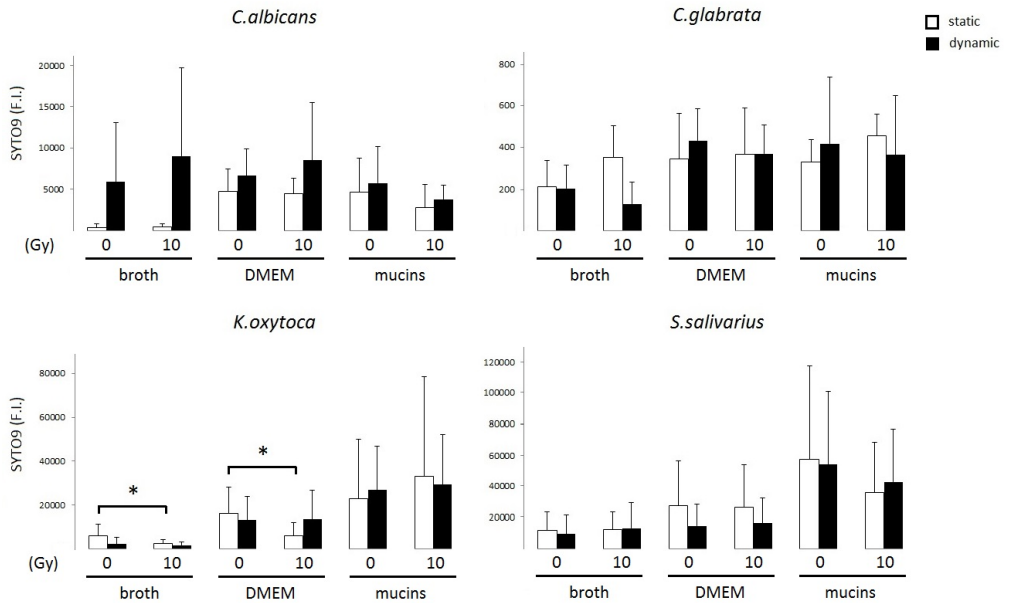 C.albicans
C.glabrata
static
dynamic
SYTO9 (F.I.)
20000
15000
10000
5000
800
600
400
200
(Gy) 0 10 0 10 0 10
0 10 0 10 0 10
broth DMEM mucins
broth DMEM mucins
K.oxytoca
S.salivarius
SYTO9 (F.I.)
80000
60000
40000
20000
*
*
120000
100000
80000
60000
40000
20000
(Gy) 0 10 0 10 0 10
0 10 0 10 0 10
broth DMEM mucins
broth DMEM mucins